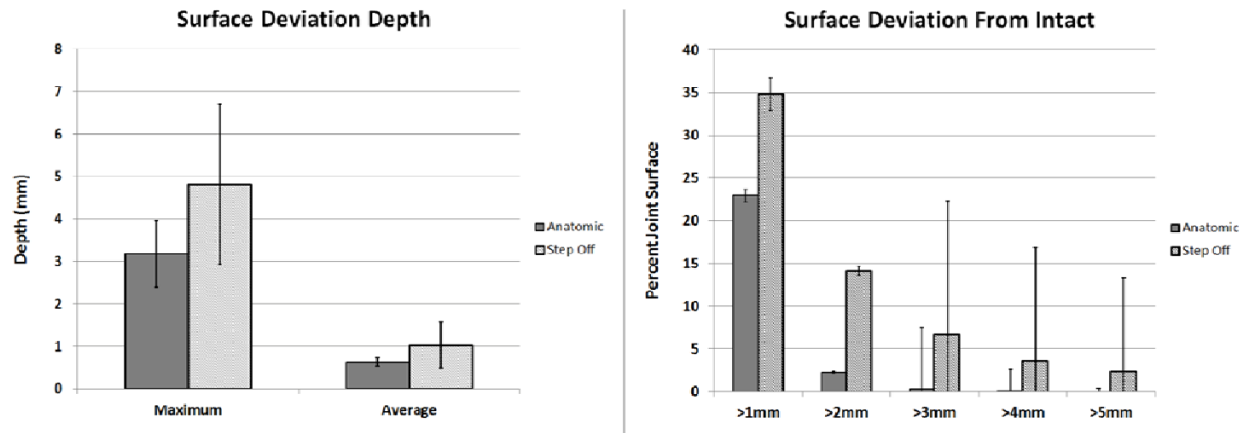 Surface Deviation Depth
8
7
6
5
4
3
2
1
0
Depth (mm)
Maximum
Average
Anatomic
Step Off
Surface Deviation From Intact
40
35
30
25
20
15
10
5
0
Percent Joint Surface
>1mm
>2mm
>3mm
>4mm
>5mm
Anatomic
Step Off